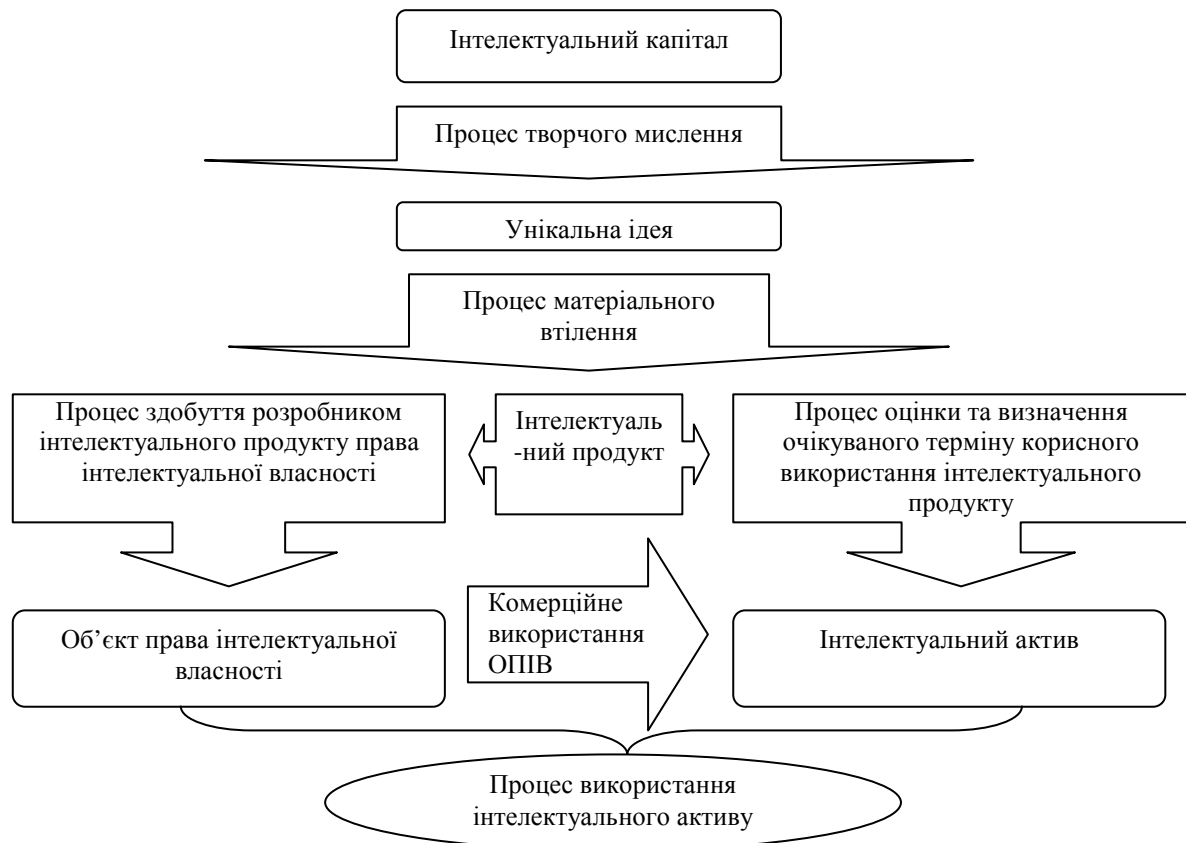 Інтелектуальний капітал
Процес творчого мислення
Унікальна ідея
Процес матеріального
втілення
Процес здобуття розробником
інтелектуального продукту права
інтелектуальної власності
Інтелектуаль
-ний продукт
Процес оцінки та визначення
очікуваного терміну корисного
використання інтелектуального
продукту
Об’єкт права інтелектуальної
власності
Комерційне
використання
ОПІВ
Інтелектуальний актив
Процес використання
інтелектуального активу